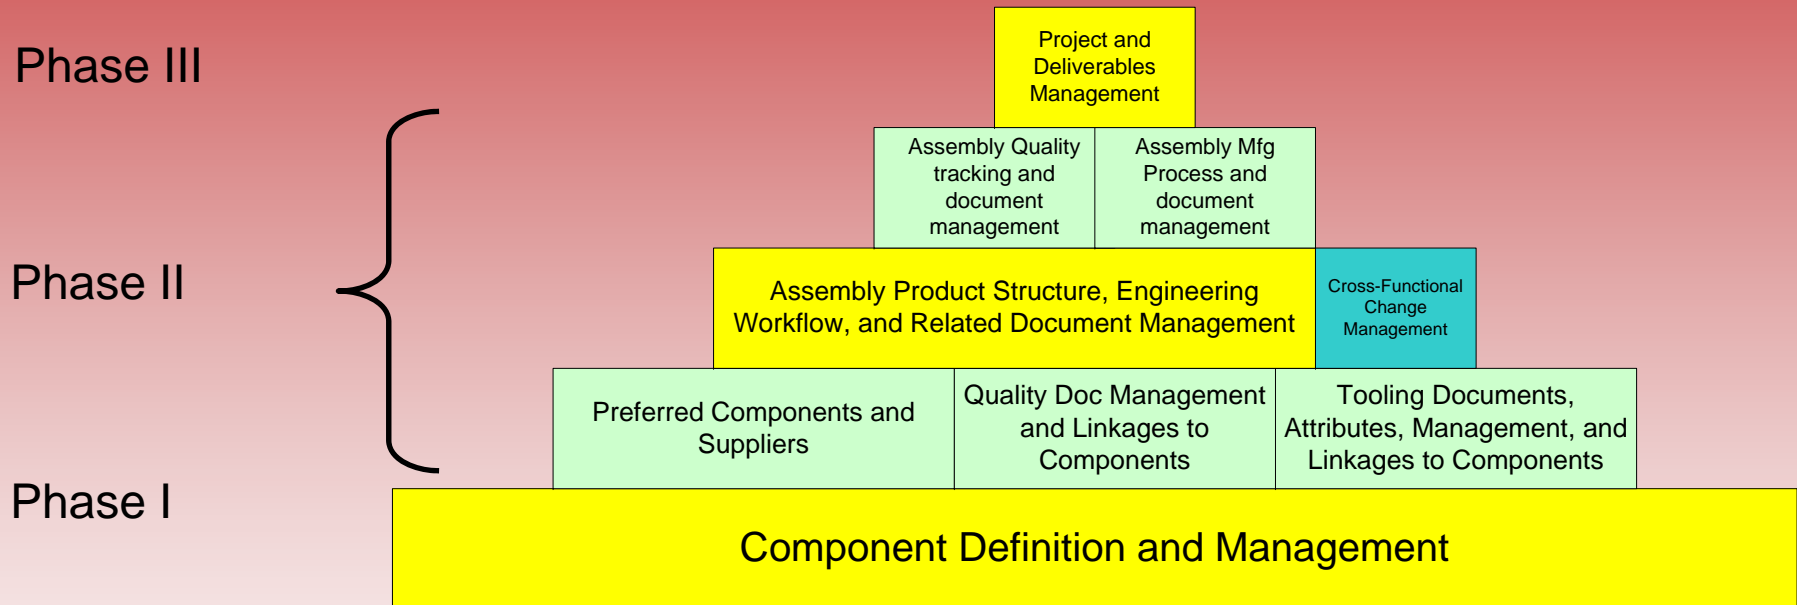 Phase III
Project and
Deliverables
Management
Assembly Quality
tracking and
document
management
Assembly Mfg
Process and
document
management
Phase II
Assembly Product Structure, Engineering
Workflow, and Related Document Management
Cross-Functional
Change
Management
Preferred Components and
Suppliers
Quality Doc Management
and Linkages to
Components
Tooling Documents,
Attributes, Management, and
Linkages to Components
Phase I
Component Definition and Management